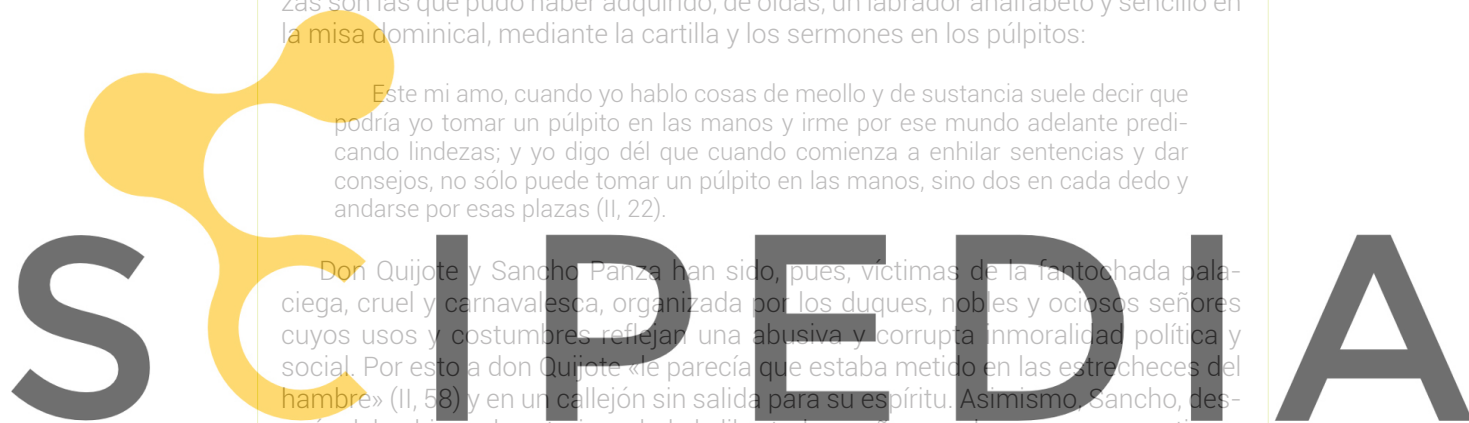 zas son las que pudo haber adquirido, de oídas, un labrador analfabeto y sencillo en
la misa dominical, mediante la cartilla y los sermones en los púlpitos:
Este mi amo, cuando yo hablo cosas de meollo y de sustancia suele decir que
podría yo tomar un púlpito en las manos y irme por ese mundo adelante predi-
cando lindezas; y yo digo dél que cuando comienza a enhilar sentencias y dar
consejos, no sólo puede tomar un púlpito en las manos, sino dos en cada dedo y
andarse por esas plazas (II, 22).
Don Quijote y Sancho Panza han sido, pues, víctimas de la fantochada pala-
ciega, cruel y carnavalesca, organizada por los duques, nobles y ociosos señores
cuyos usos y costumbres reflejan una abusiva y corrupta inmoralidad política y
social. Por esto a don Quijote «le parecía que estaba metido en las estrecheces del
hambre» (II, 58) y en un callejón sin salida para su espíritu. Asimismo, Sancho, des-
SCIPEDIA